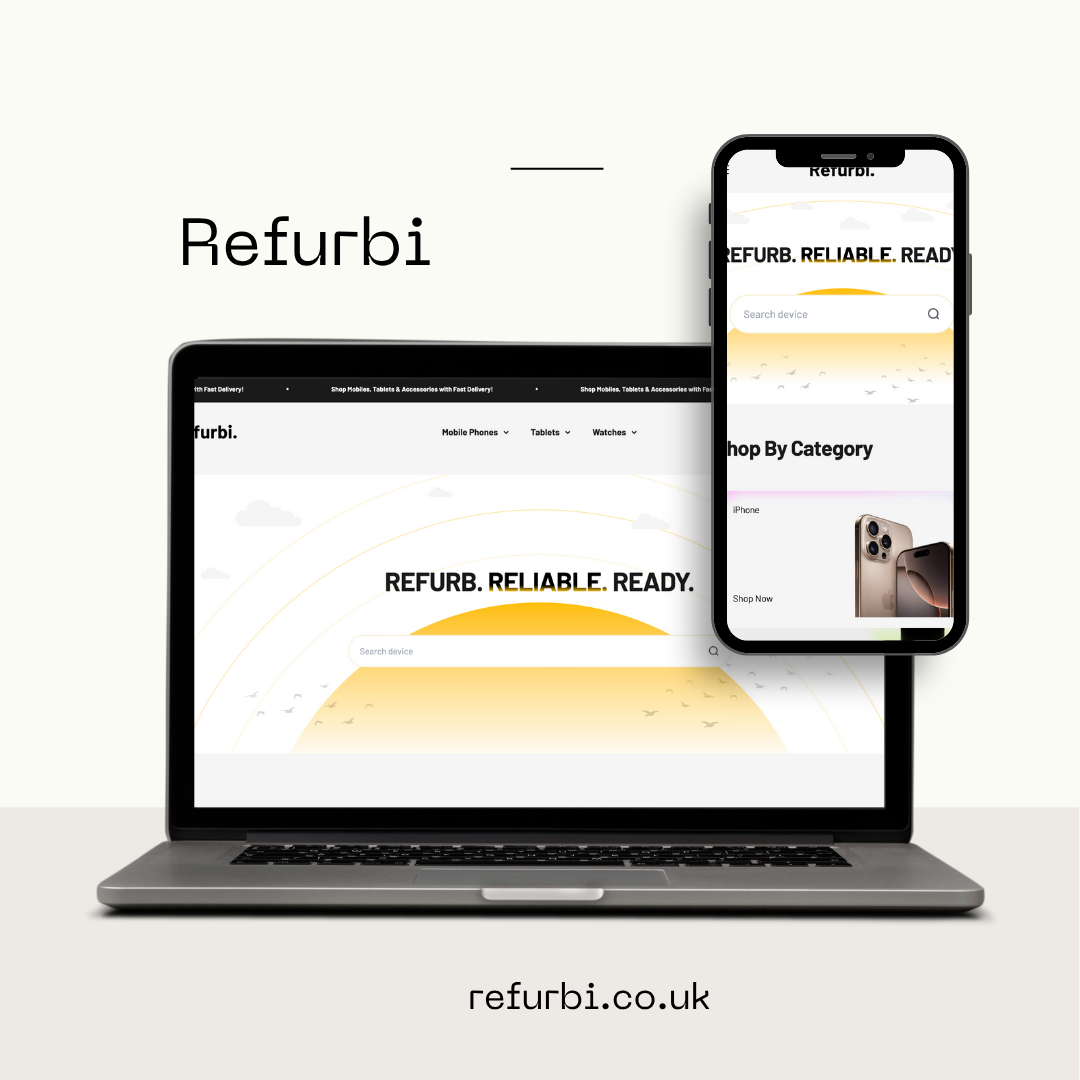 Refurbi
Refurbi.
REFURB. RELIABLE. READY
Search device
hop By Category
iPhone
Shop Now
th Fast Delivery! • Shop Mobiles, Tablets & Accessories with Fast Delivery! • Shop Mobiles, Tablets & Accessories with Fas
furbi.
Mobile Phones Tablets Watches
REFURB. RELIABLE. READY.
Search device
refurbi.co.uk